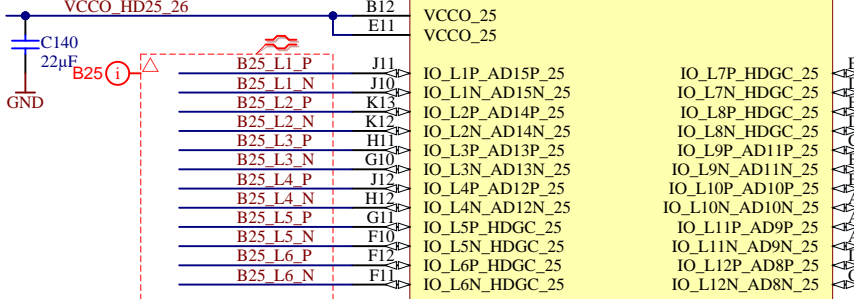 VCCO_HD25_26 B12 VCCO_25
E11 VCCO_25
C140
22µF
GND
B25 i
B25_L1_P J11 IO_L1P_AD15P_25 IO_L7P_HDGC_25
B25_L1_N J10 IO_L1N_AD15N_25 IO_L7N_HDGC_25
B25_L2_P K13 IO_L2P_AD14P_25 IO_L8P_HDGC_25
B25_L2_N K12 IO_L2N_AD14N_25 IO_L8N_HDGC_25
B25_L3_P H11 IO_L3P_AD13P_25 IO_L9P_AD11P_25
B25_L3_N G10 IO_L3N_AD13N_25 IO_L9N_AD11N_25
B25_L4_P J12 IO_L4P_AD12P_25 IO_L10P_AD10P_25
B25_L4_N H12 IO_L4N_AD12N_25 IO_L10N_AD10N_25
B25_L5_P G11 IO_L5P_HDGC_25 IO_L11P_AD9P_25
B25_L5_N F10 IO_L5N_HDGC_25 IO_L11N_AD9N_25
B25_L6_P F12 IO_L6P_HDGC_25 IO_L12P_AD8P_25
B25_L6_N F11 IO_L6N_HDGC_25 IO_L12N_AD8N_25